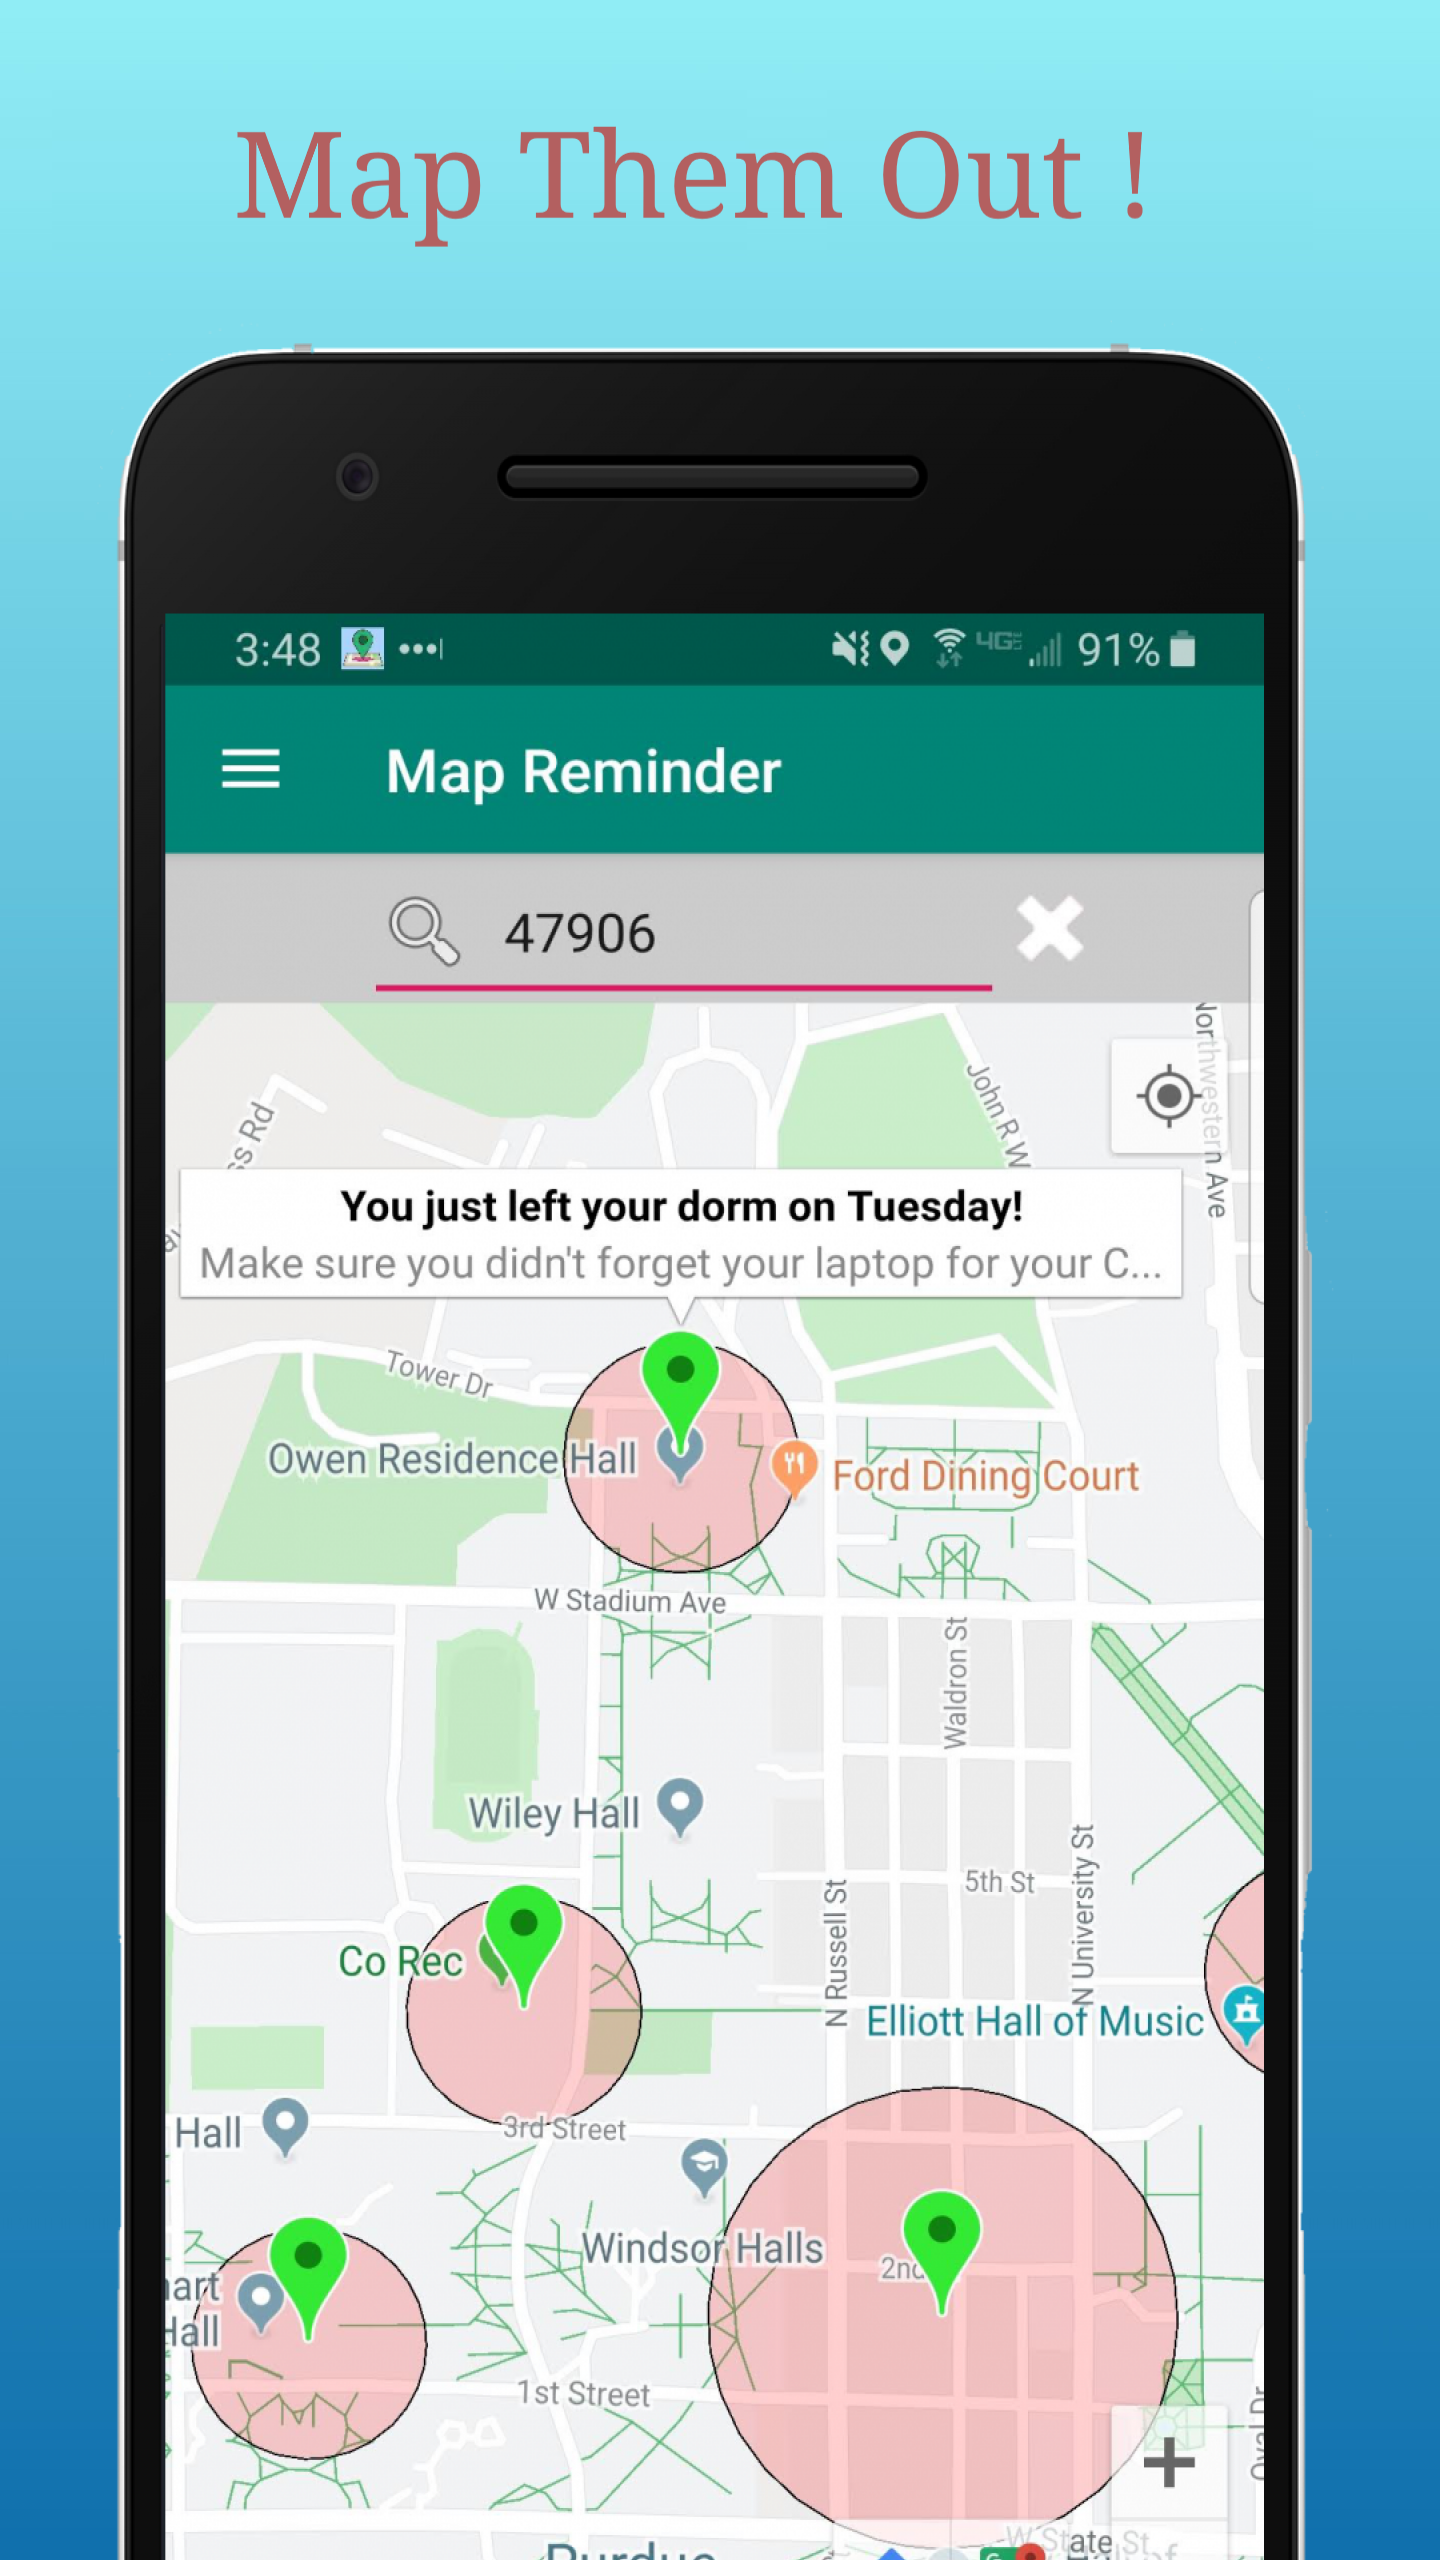 Map Them Out !
3:48
4GE
91%
Map Reminder
47906
Northwestern Ave
John R W
ss Rd
You just left your dorm on Tuesday!
Make sure you didn't forget your laptop for your C...
Tower Dr
Owen Residence Hall
Ford Dining Court
W Stadium Ave
Waldron St
Wiley Hall
5th St
N University St
N Russell St
Co Rec
Elliott Hall of Music
3rd Street
Hall
Windsor Halls
2nd
art
Hall
1st Street
Oval Dr
W State St
Purdue